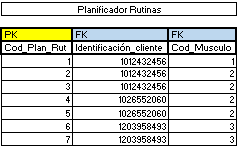 Planificador Rutinas
PK FK FK
Cod_Plan_Rut Identificación_cliente Cod_Musculo
1 1012432456 1
2 1012432456 2
3 1012432456 2
4 1026552060 2
5 1026552060 2
6 1203958493 3
7 1203958493 3